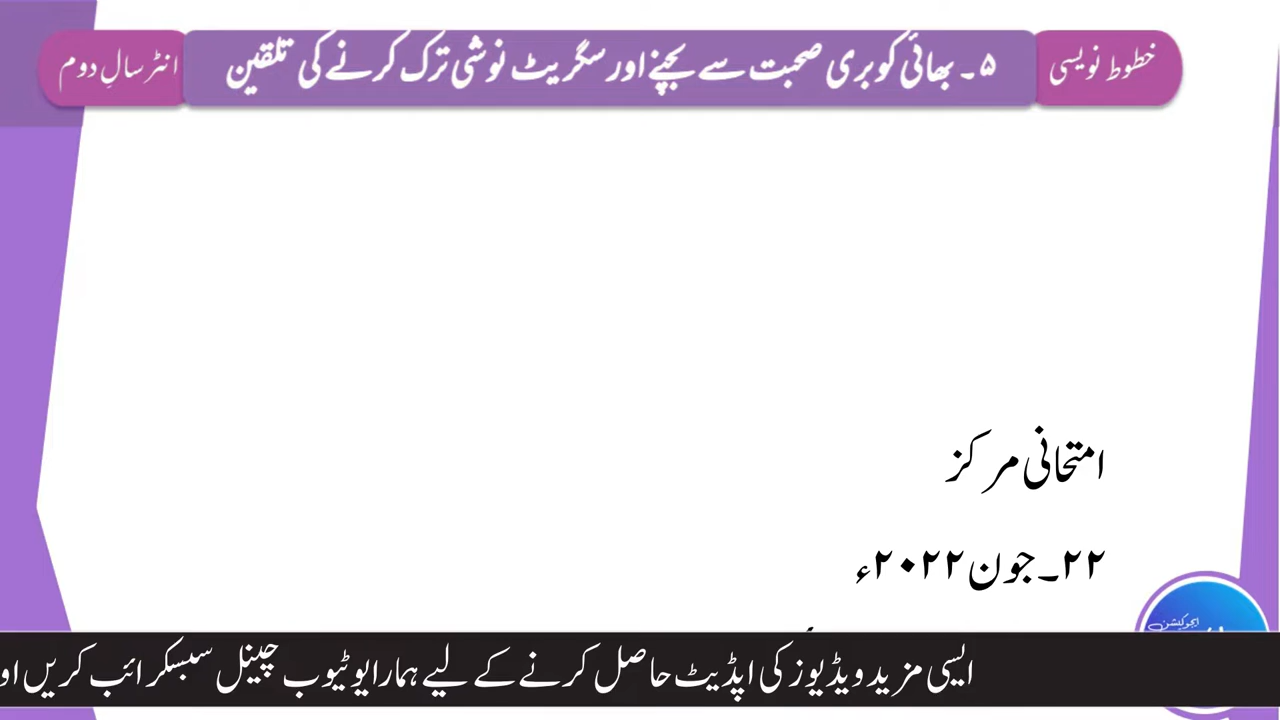 خطوط نویسی
۵۔ بھائی کو بری صحبت سے بچنے اور سگریٹ نوشی ترک کرنے کی تلقین
انٹر سالِ دوم
امتحانی مرکز
۲۲۔ جون ۲۰۲۲ء
ایجوکیشن
ایسی مزید ویڈیوز کی اپڈیٹ حاصل کرنے کے لیے ہمارا یوٹیوب چینل سبسکرائب کریں او